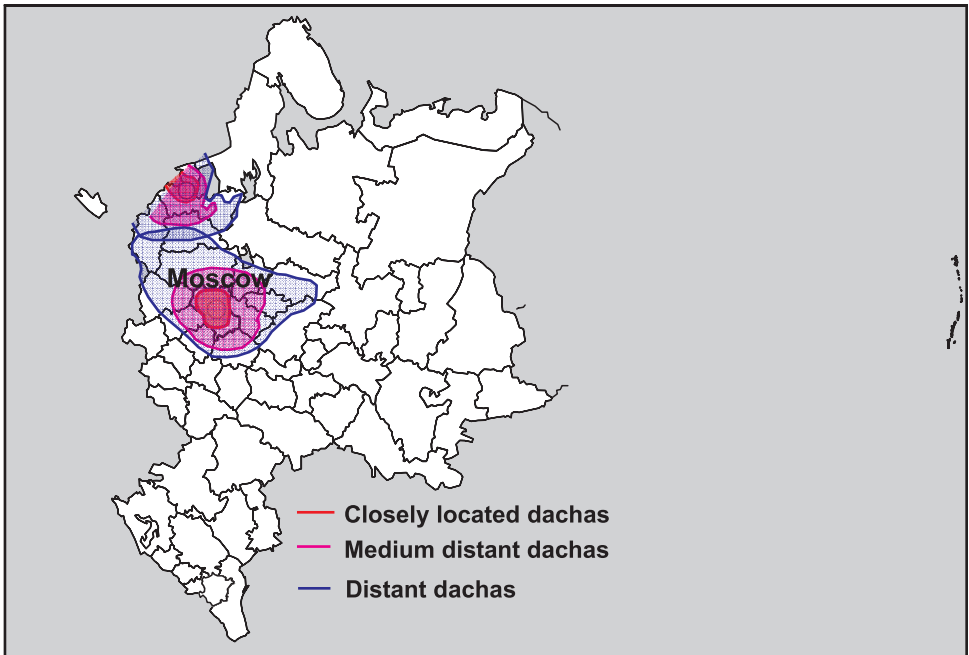 Moscow
Closely located dachas
Medium distant dachas
Distant dachas